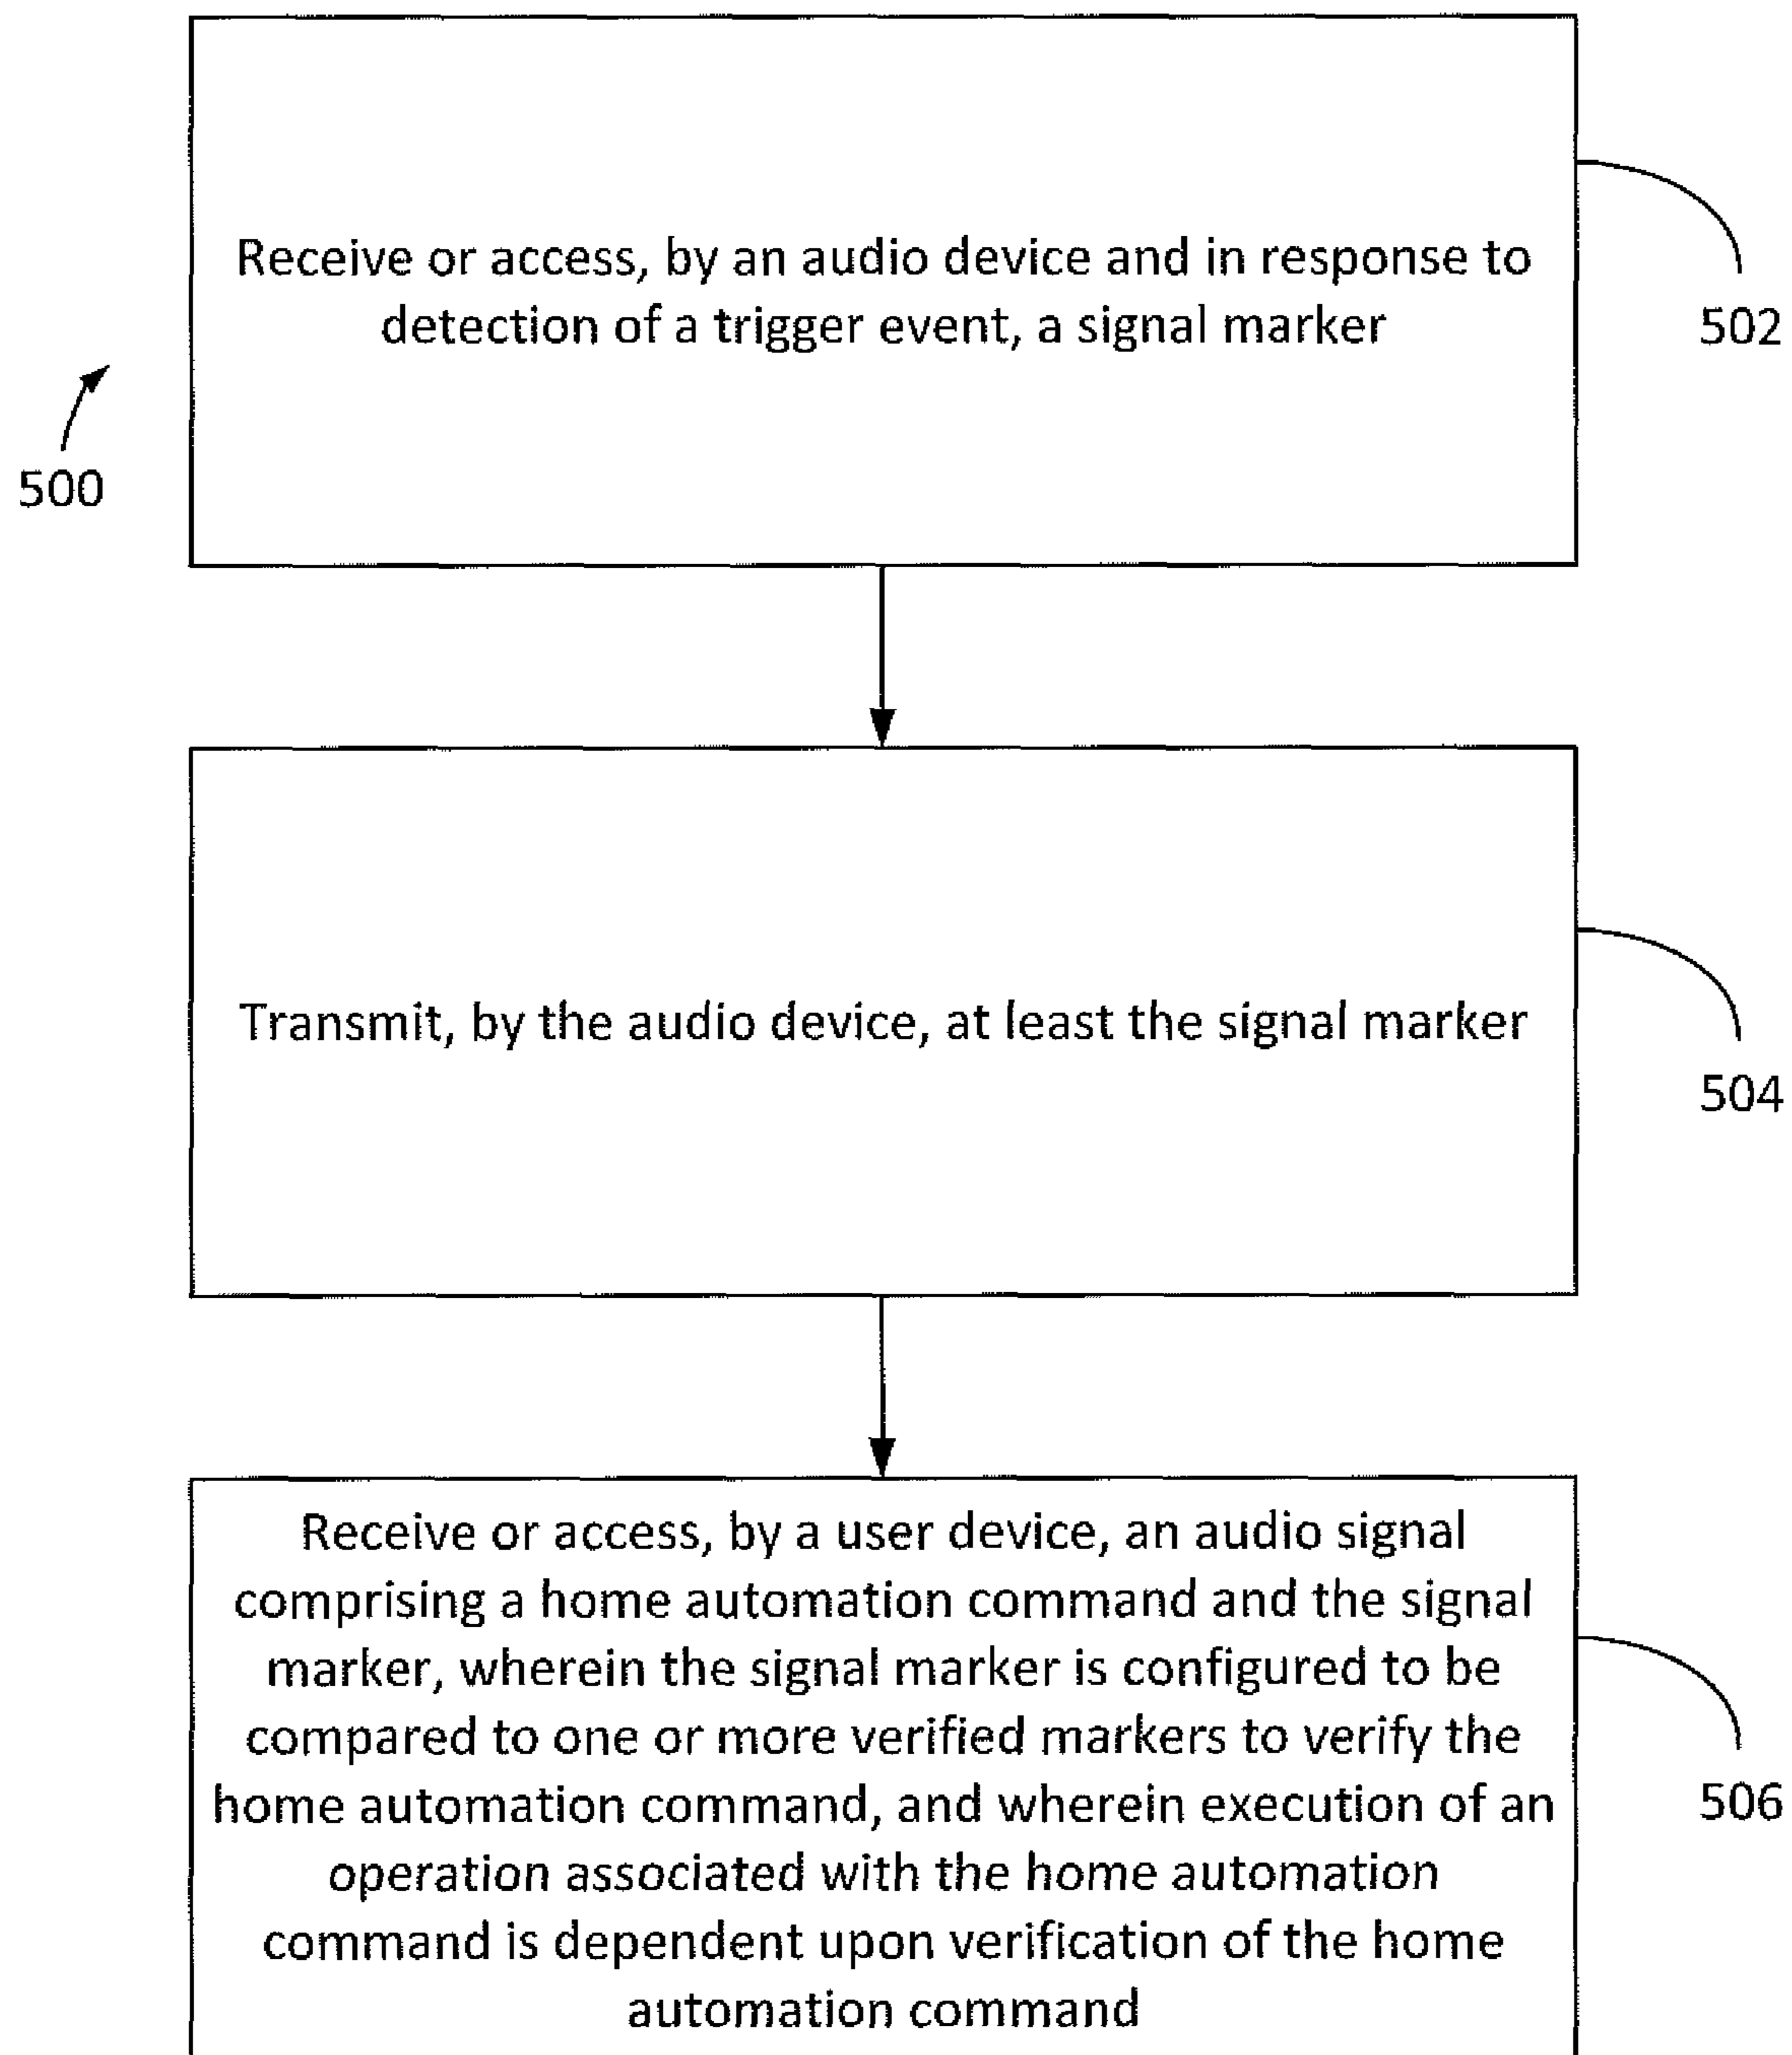 Receive or access, by an audio device and in response to
detection of a trigger event, a signal marker
502
500
Transmit, by the audio device, at least the signal marker
504
Receive or access, by a user device, an audio signal
comprising a home automation command and the signal
marker, wherein the signal marker is configured to be
compared to one or more verified markers to verify the
home automation command, and wherein execution of an
operation associated with the home automation
command is dependent upon verification of the home
automation command
506